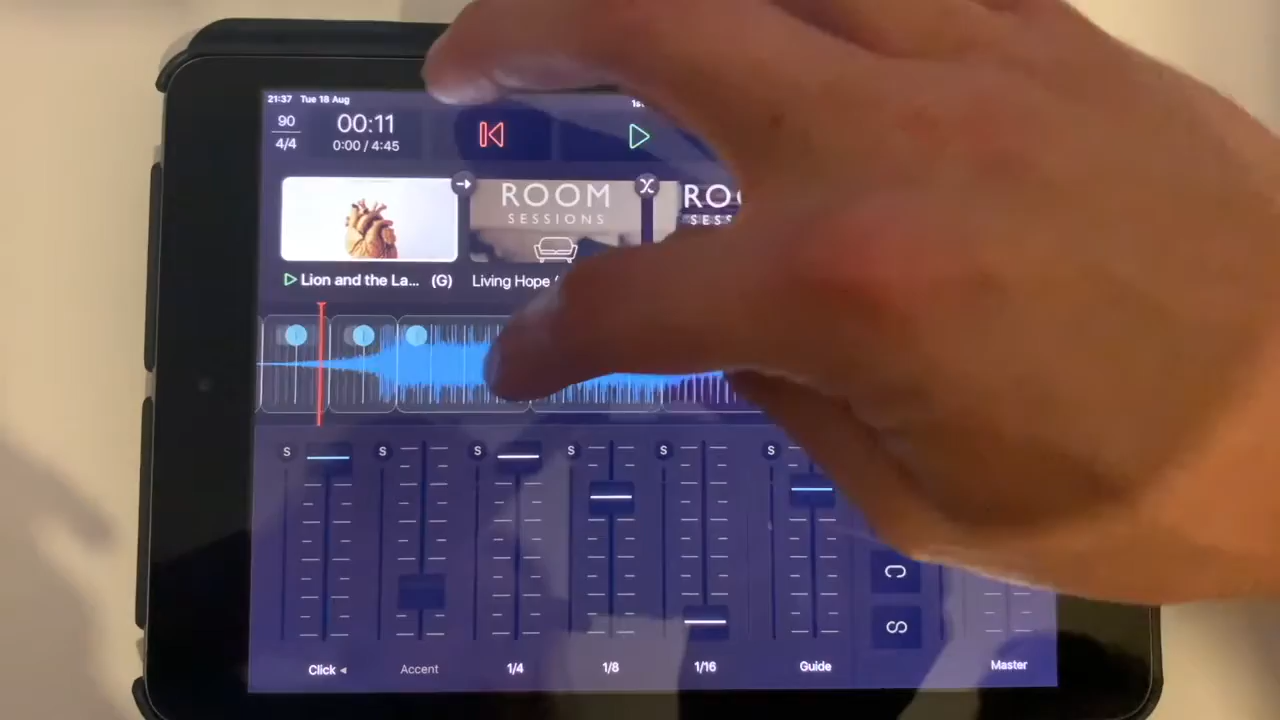 21:37 Tue 18 Aug
90
4/4
00:11
0:00 / 4:45
ROOM
SESSIONS
ROO
SESS
Lion and the La... (G)
Living Hope
S S S S S S
C
S
Click
Accent
1/4
1/8
1/16
Guide
Master